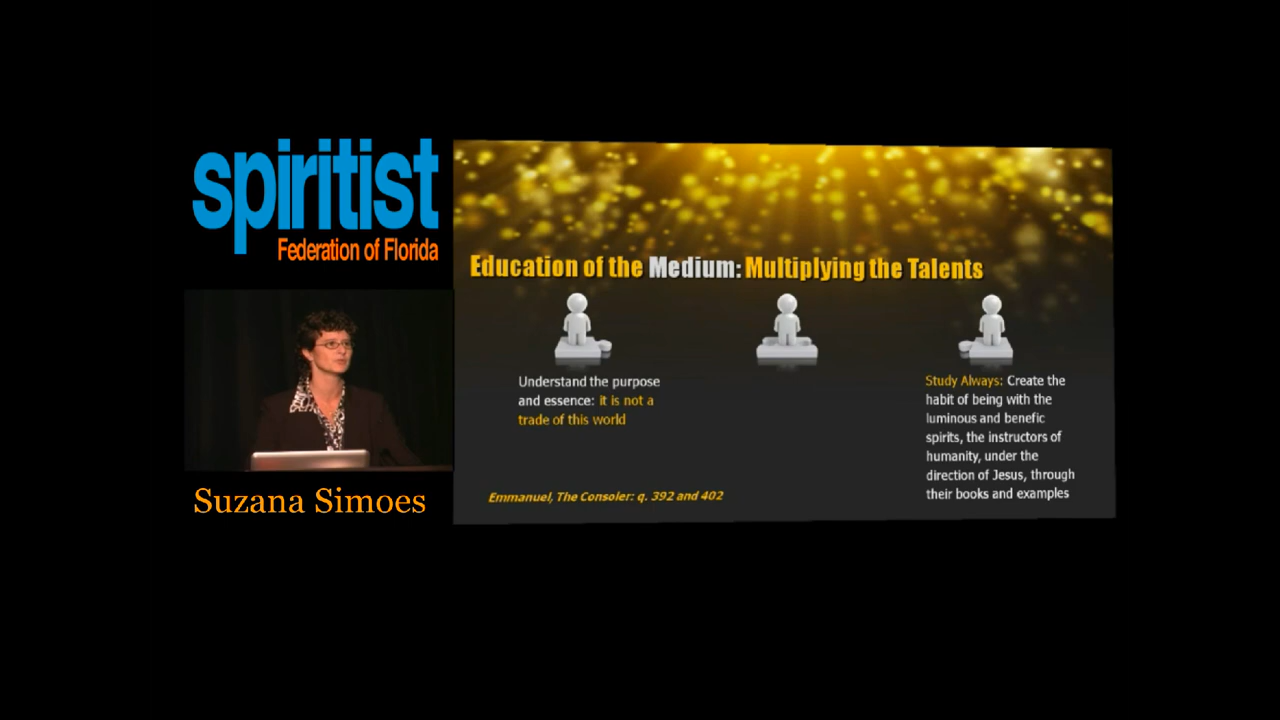 spiritist
Federation of Florida
Suzana Simoes
Education of the Medium: Multiplying the Talents
Understand the purpose
and essence: it is not a
trade of this world
Study Always: Create the
habit of being with the
luminous and benefic
spirits, the instructors of
humanity, under the
direction of Jesus, through
their books and examples
Emmanuel, The Consoler: q. 392 and 402